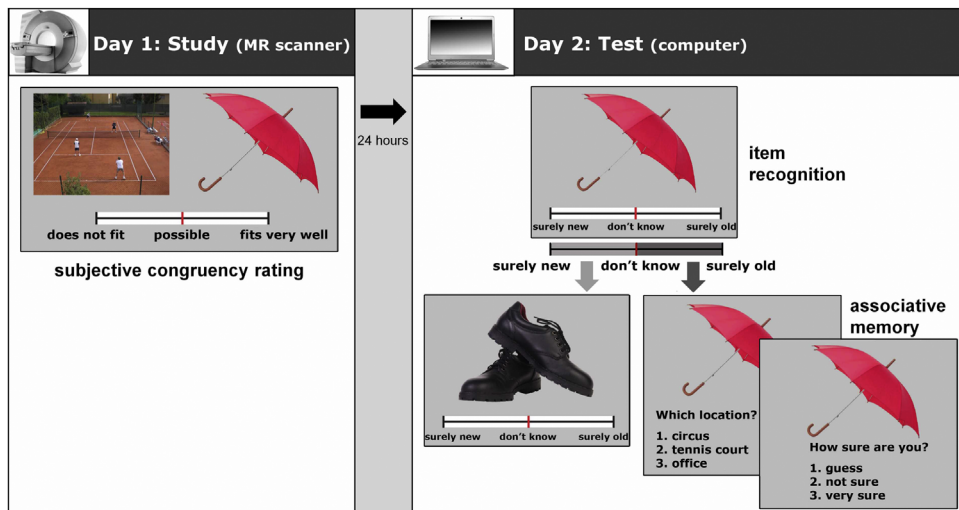 Day 1: Study (MR scanner)
does not fit possible fits very well
subjective congruency rating
24 hours
Day 2: Test (computer)
surely new don't know surely old
item
recognition
surely new don't know surely old
surely new don't know surely old
associative
memory
Which location?
1. circus
2. tennis court
3. office
How sure are you?
1. guess
2. not sure
3. very sure